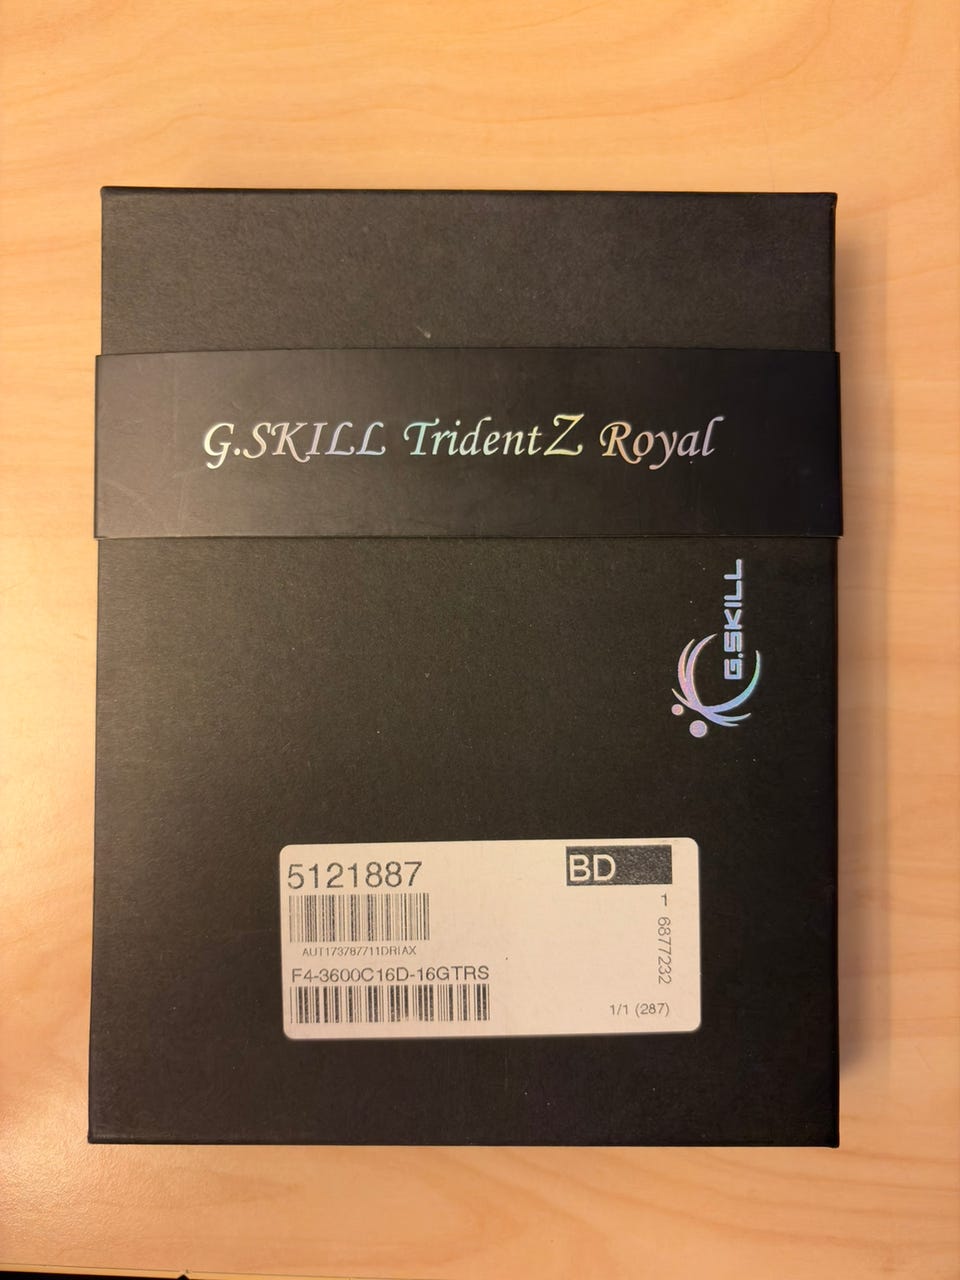 G.SKILL TridentZ Royal
G.SKILL
5121887
BD
1
6877232
AUT173787711DRIAX
F4-3600C16D-16GTRS
1/1 (287)